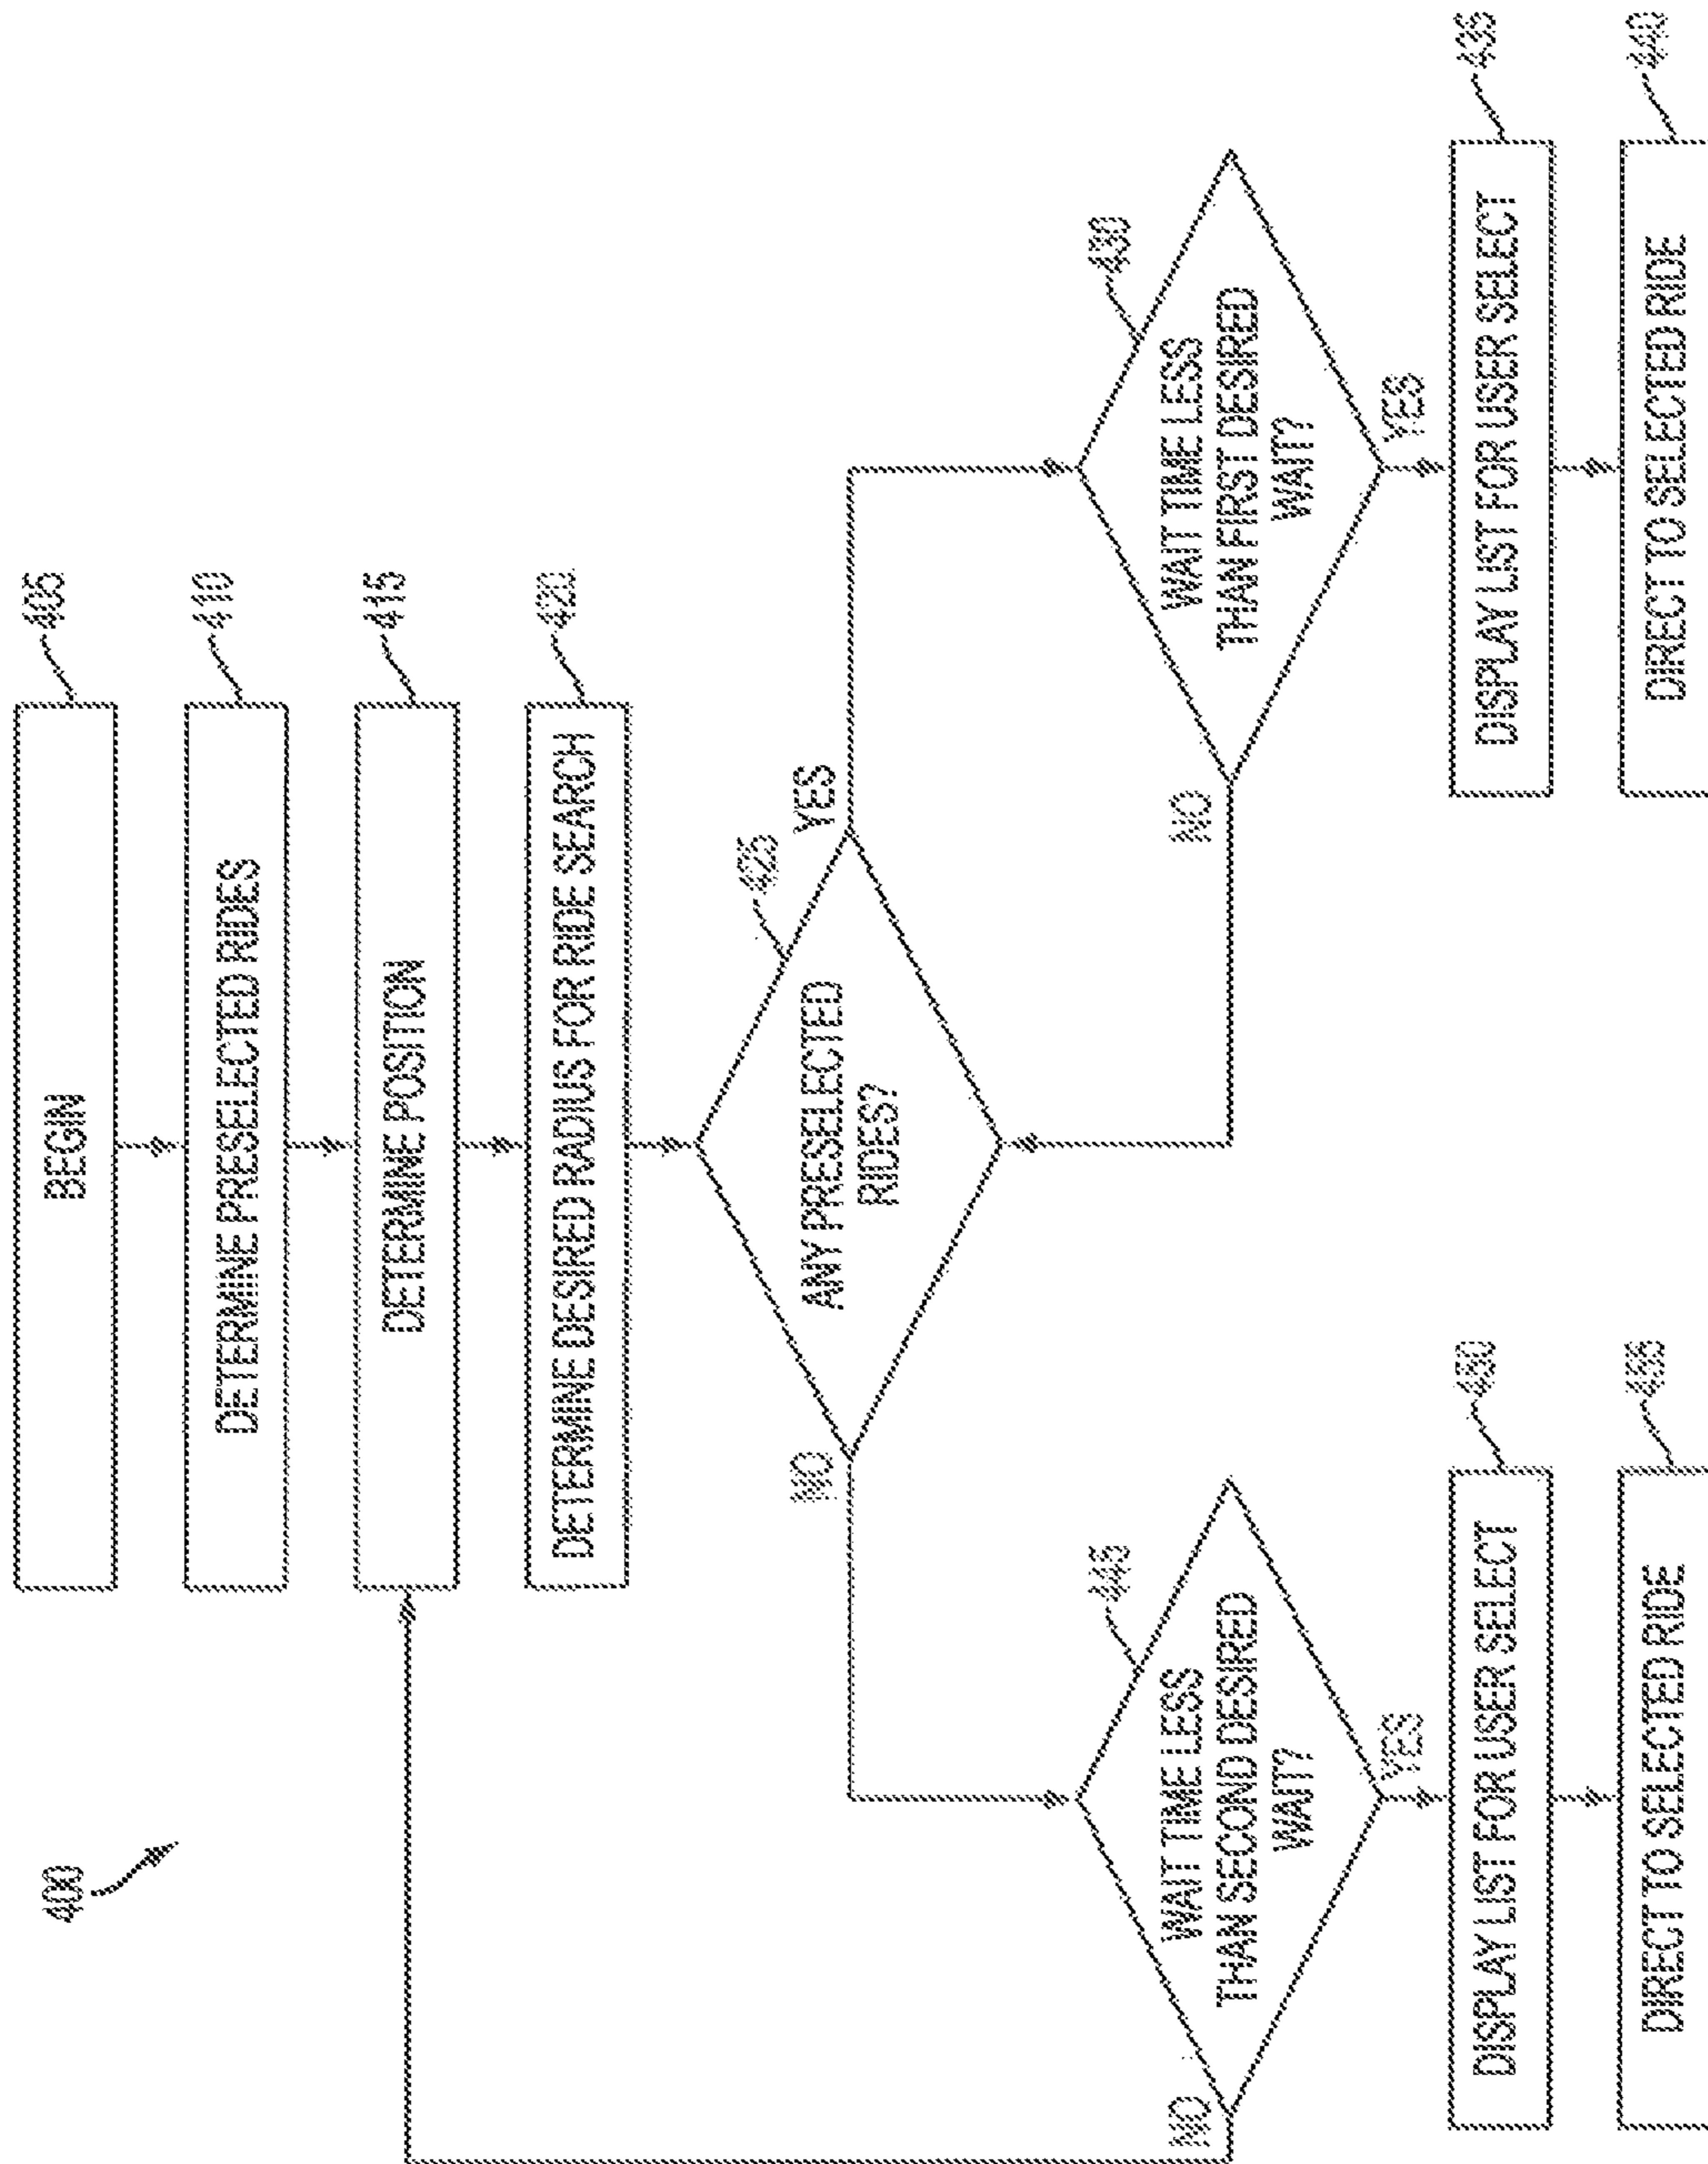 400
BEGIN
405
DETERMINE PRESELECTED RIDES
410
DETERMINE POSITION
415
DETERMINE DESIRED RADIUS FOR RIDE SEARCH
420
ANY PRESELECTED
RIDES?
425
NO
YES
WAIT TIME LESS
THAN SECOND DESIRED
WAIT?
445
NO
YES
DISPLAY LIST FOR USER SELECT
450
DIRECT TO SELECTED RIDE
455
WAIT TIME LESS
THAN FIRST DESIRED
WAIT?
430
NO
YES
DISPLAY LIST FOR USER SELECT
435
DIRECT TO SELECTED RIDE
440